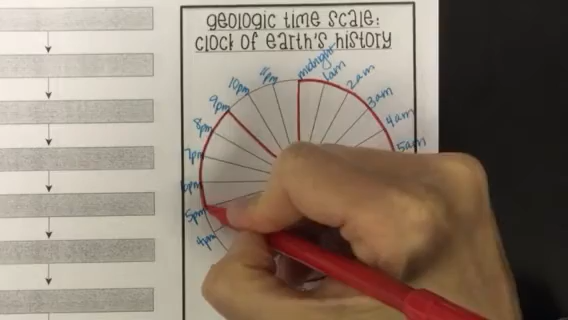 geologic time scale:
clock of earth's history
midnight
1am
2am
3am
4am
5am
4pm
5pm
6pm
7pm
8pm
9pm
10pm
11pm